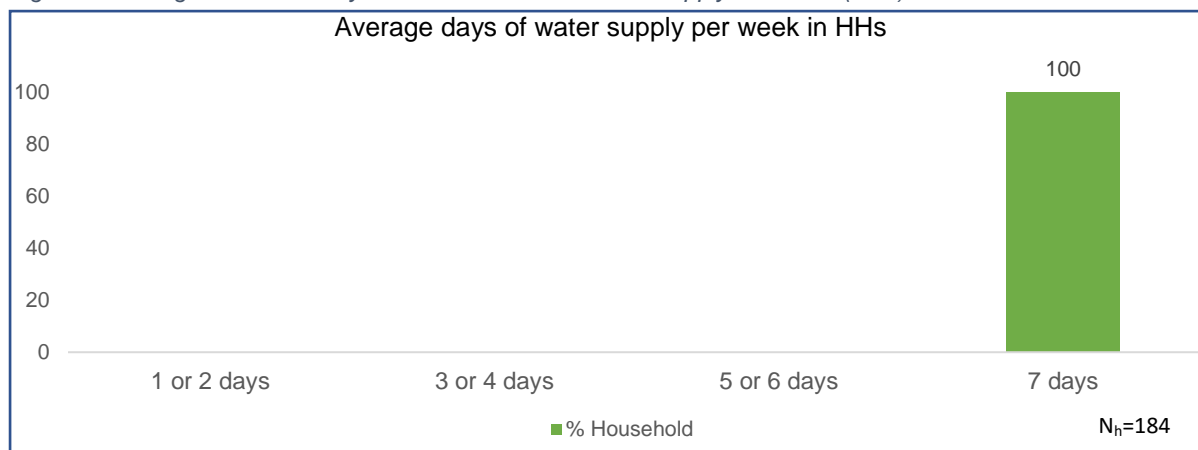 Average days of water supply per week in HHs
100
100
80
60
40
20
0
1 or 2 days
3 or 4 days
5 or 6 days
7 days
% Household
Nₕ=184